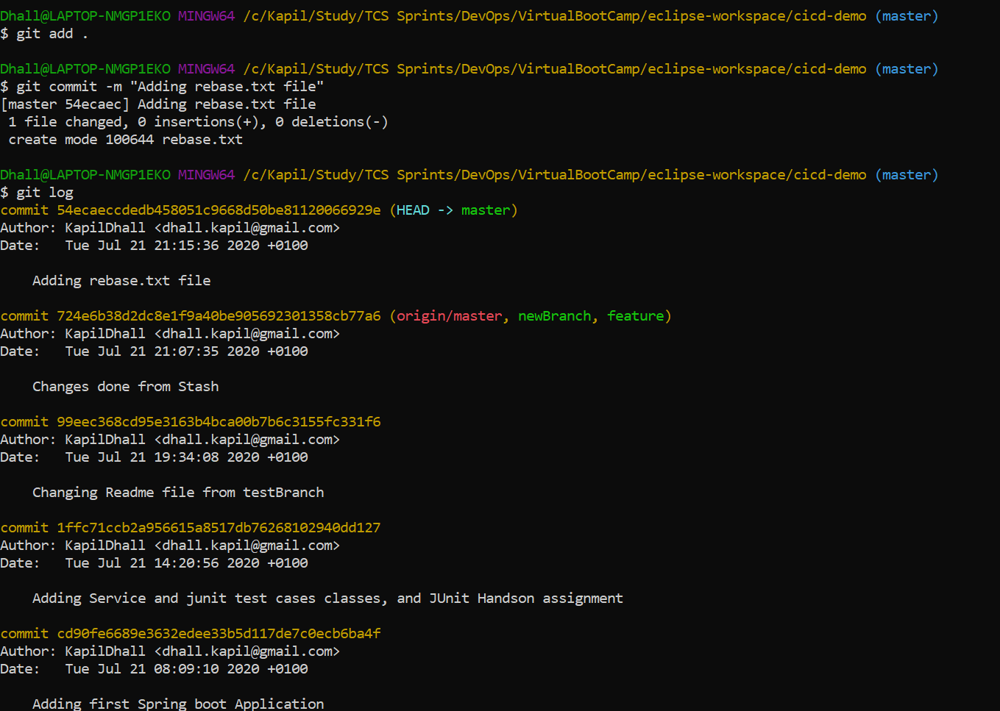 Dhall@LAPTOP-NMGP1EKO MINGW64 /c/Kapil/Study/TCS Sprints/DevOps/VirtualBootCamp/eclipse-workspace/cicd-demo (master)
$ git add .
Dhall@LAPTOP-NMGP1EKO MINGW64 /c/Kapil/Study/TCS Sprints/DevOps/VirtualBootCamp/eclipse-workspace/cicd-demo (master)
$ git commit -m "Adding rebase.txt file"
[master 54ecaec] Adding rebase.txt file
 1 file changed, 0 insertions(+), 0 deletions(-)
 create mode 100644 rebase.txt
Dhall@LAPTOP-NMGP1EKO MINGW64 /c/Kapil/Study/TCS Sprints/DevOps/VirtualBootCamp/eclipse-workspace/cicd-demo (master)
$ git log
commit 54ecaeccdedb458051c9668d50be81120066929e (HEAD -> master)
Author: KapilDhall <dhall.kapil@gmail.com>
Date:   Tue Jul 21 21:15:36 2020 +0100
    Adding rebase.txt file
commit 724e6b38d2dc8e1f9a40be905692301358cb77a6 (origin/master, newBranch, feature)
Author: KapilDhall <dhall.kapil@gmail.com>
Date:   Tue Jul 21 21:07:35 2020 +0100
    Changes done from Stash
commit 99eec368cd95e3163b4bca00b7b6c3155fc331f6
Author: KapilDhall <dhall.kapil@gmail.com>
Date:   Tue Jul 21 19:34:08 2020 +0100
    Changing Readme file from testBranch
commit 1ffc71ccb2a956615a8517db76268102940dd127
Author: KapilDhall <dhall.kapil@gmail.com>
Date:   Tue Jul 21 14:20:56 2020 +0100
    Adding Service and junit test cases classes, and JUnit Handson assignment
commit cd90fe6689e3632edee33b5d117de7c0ecb6ba4f
Author: KapilDhall <dhall.kapil@gmail.com>
Date:   Tue Jul 21 08:09:10 2020 +0100
    Adding first Spring boot Application